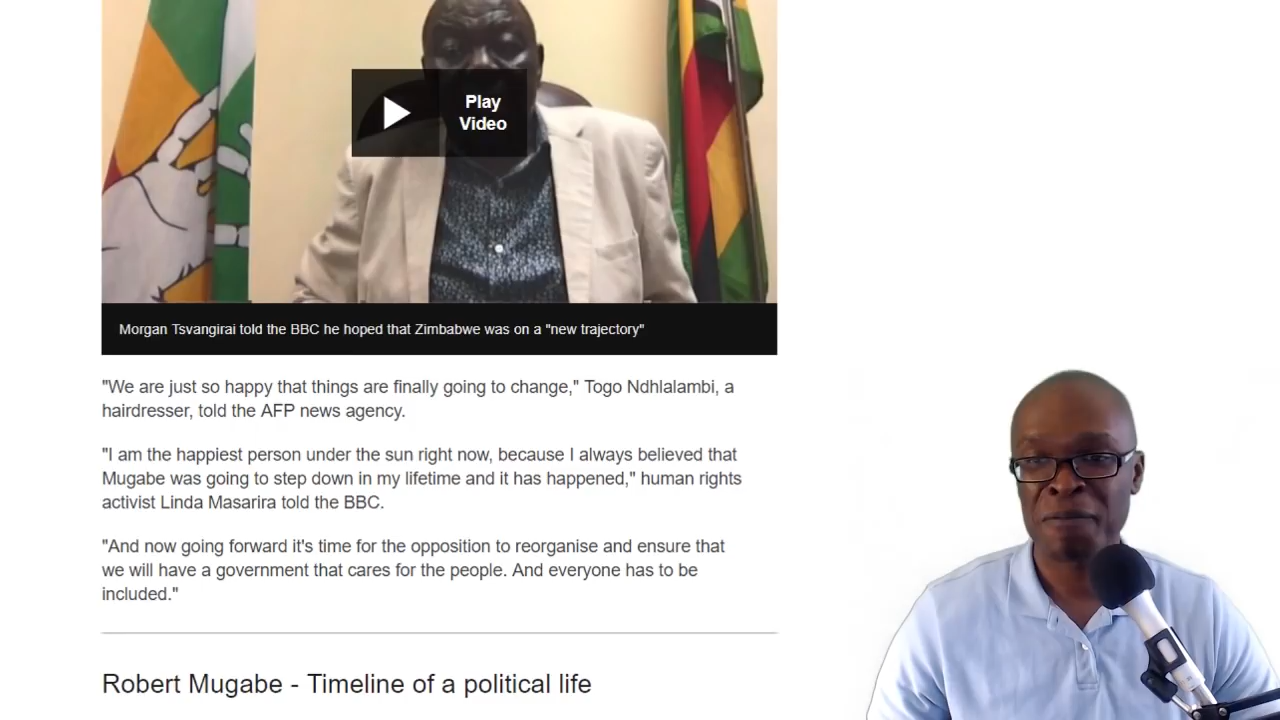 Play
Video
Morgan Tsvangirai told the BBC he hoped that Zimbabwe was on a "new trajectory"
"We are just so happy that things are finally going to change," Togo Ndhlalambi, a
hairdresser, told the AFP news agency.
"I am the happiest person under the sun right now, because I always believed that
Mugabe was going to step down in my lifetime and it has happened," human rights
activist Linda Masarira told the BBC.
"And now going forward it's time for the opposition to reorganise and ensure that
we will have a government that cares for the people. And everyone has to be
included."
Robert Mugabe - Timeline of a political life